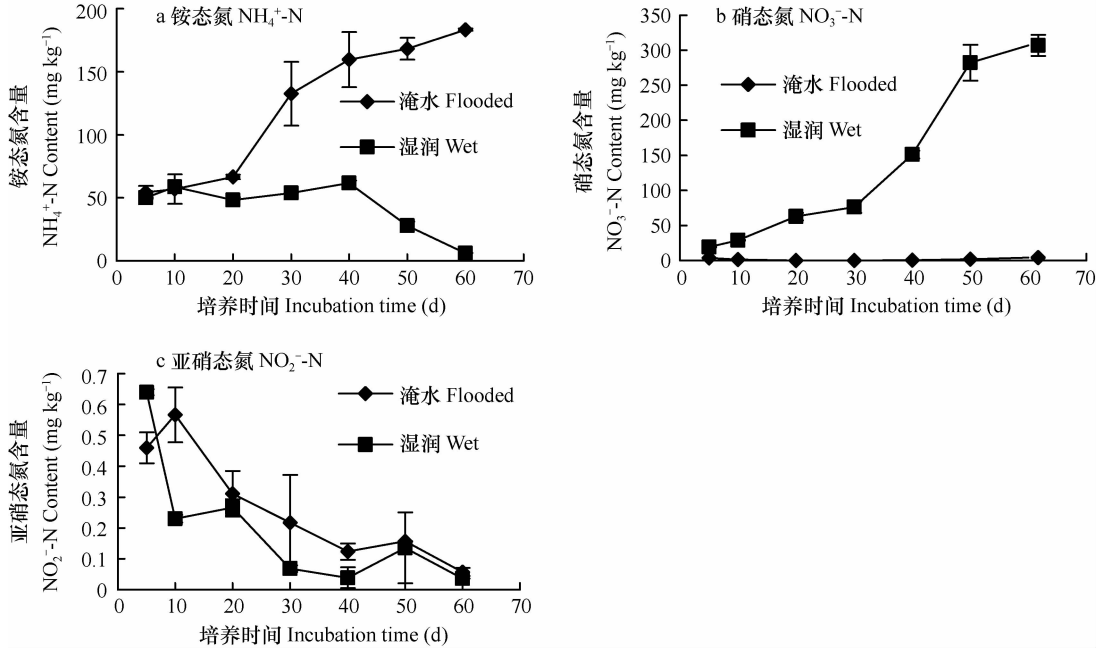 a 铵态氮 NH₄⁺-N
200
150
100
50
0
铵态氮含量
NH₄⁺-N Content (mg kg⁻¹)
淹水 Flooded
湿润 Wet
0 10 20 30 40 50 60 70
培养时间 Incubation time (d)
b 硝态氮 NO₃⁻-N
350
300
250
200
150
100
50
0
硝态氮含量
NO₃⁻-N Content (mg kg⁻¹)
淹水 Flooded
湿润 Wet
0 10 20 30 40 50 60 70
培养时间 Incubation time (d)
c 亚硝态氮 NO₂⁻-N
0.7
0.6
0.5
0.4
0.3
0.2
0.1
0
亚硝态氮含量
NO₂⁻-N Content (mg kg⁻¹)
淹水 Flooded
湿润 Wet
0 10 20 30 40 50 60 70
培养时间 Incubation time (d)